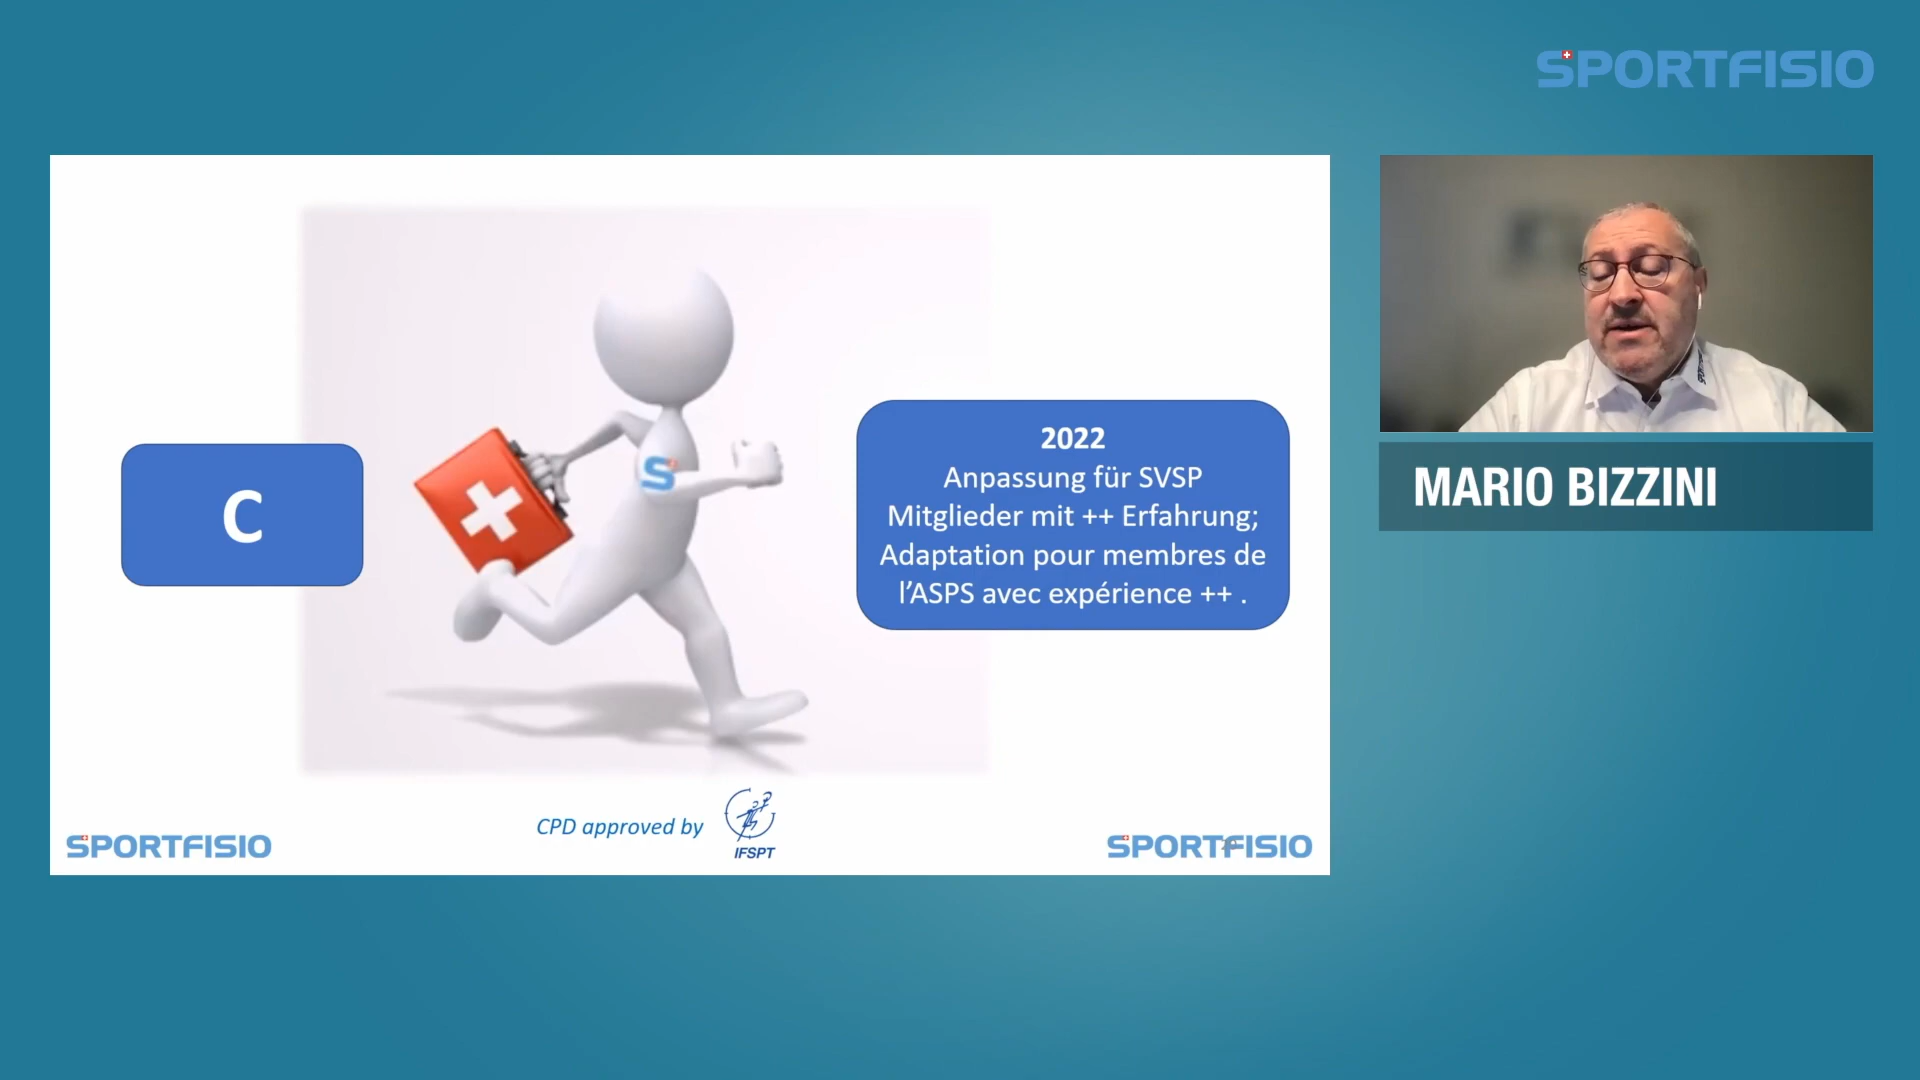 SPORTFISIO
C
S
2022
Anpassung für SVSP
Mitglieder mit ++ Erfahrung;
Adaptation pour membres de
l’ASPS avec expérience ++ .
MARIO BIZZINI
CPD approved by
IFSPT
SPORTFISIO
SPORTFISIO